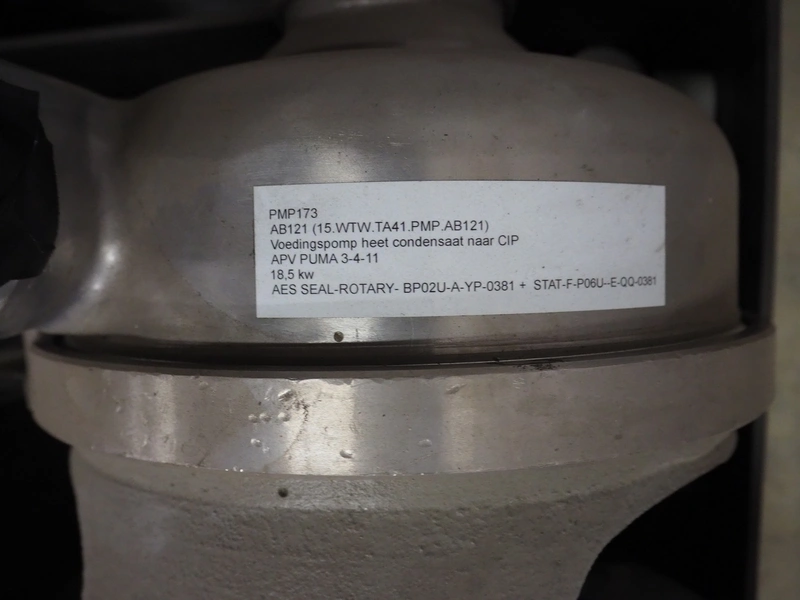 PMP173
AB121 (15.WTW.TA41.PMP.AB121)
Voedingspomp heet condensaat naar CIP
APV PUMA 3-4-11
18,5 kw
AES SEAL-ROTARY- BP02U-A-YP-0381 + STAT-F-P06U--E-QQ-0381